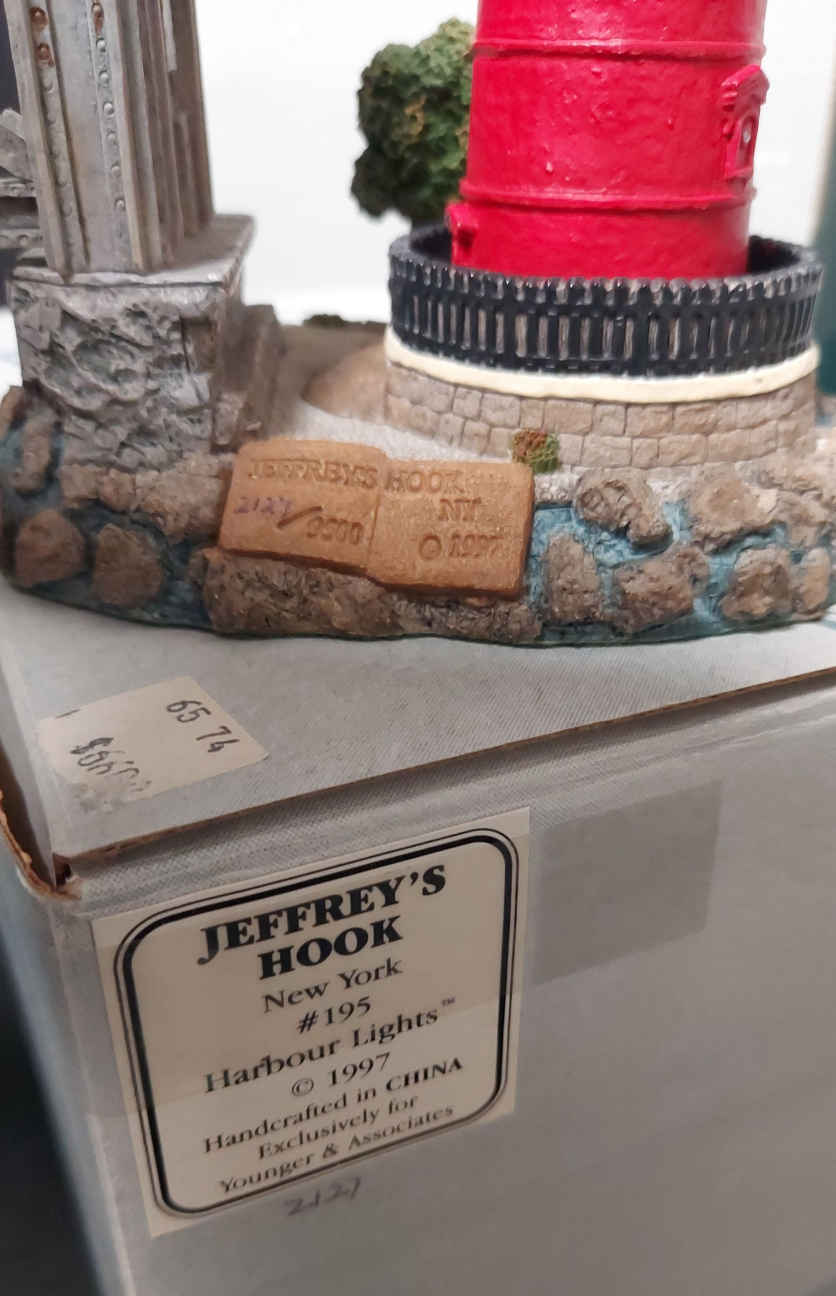 JEFFREY'S HOOK
NY
2127/9500
© 1997
65 74
JEFFREY'S
HOOK
New York
#195
Harbour Lights™
© 1997
Handcrafted in CHINA
Exclusively for
Younger & Associates
2127